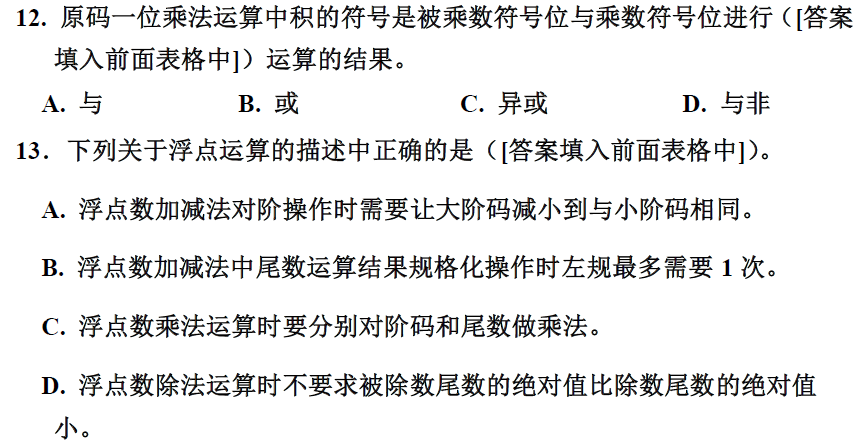 12. 原码一位乘法运算中积的符号是被乘数符号位与乘数符号位进行（[答案
填入前面表格中]）运算的结果。
A. 与 B. 或 C. 异或 D. 与非
13. 下列关于浮点运算的描述中正确的是（[答案填入前面表格中]）。
A. 浮点数加减法对阶操作时需要让大阶码减小到与小阶码相同。
B. 浮点数加减法中尾数运算结果规格化操作时左规最多需要 1 次。
C. 浮点数乘法运算时要分别对阶码和尾数做乘法。
D. 浮点数除法运算时不要求被除数尾数的绝对值比除数尾数的绝对值
小。